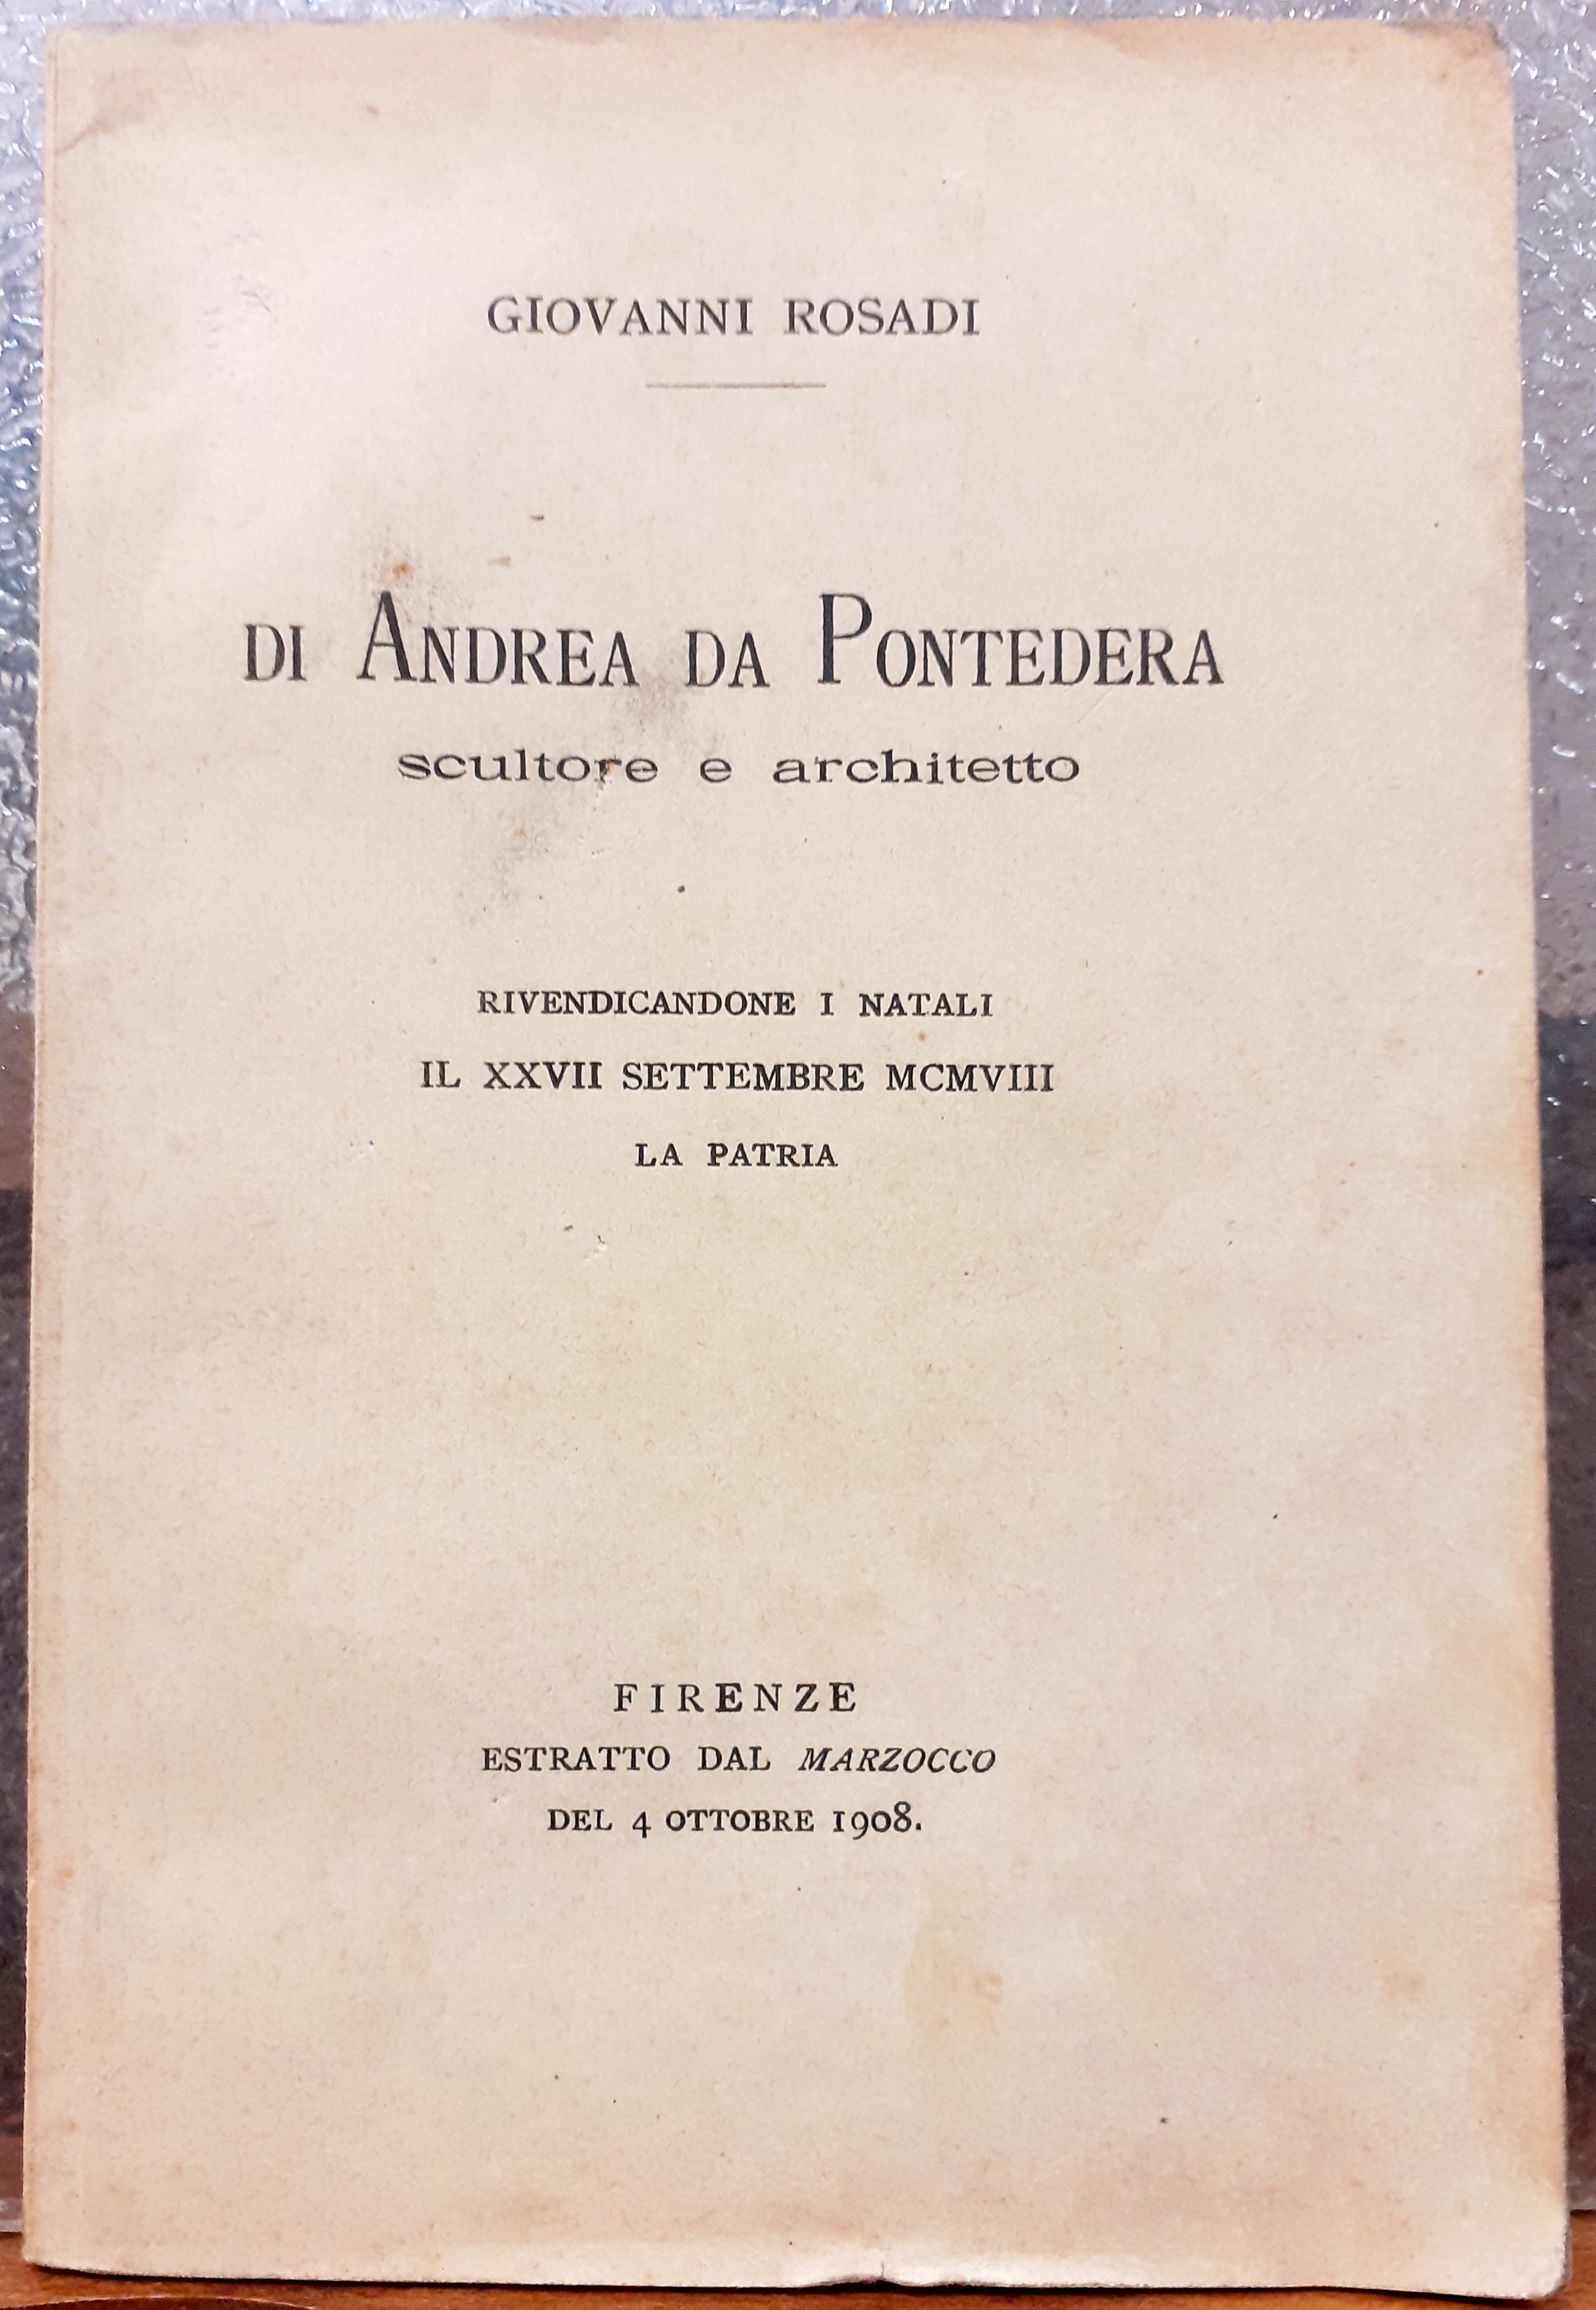 GIOVANNI ROSADI
DI ANDREA DA PONTEDERA
scultore e architetto
RIVENDICANDONE I NATALI
IL XXVII SETTEMBRE MCMVIII
LA PATRIA
FIRENZE
ESTRATTO DAL MARZOCCO
DEL 4 OTTOBRE 1908.